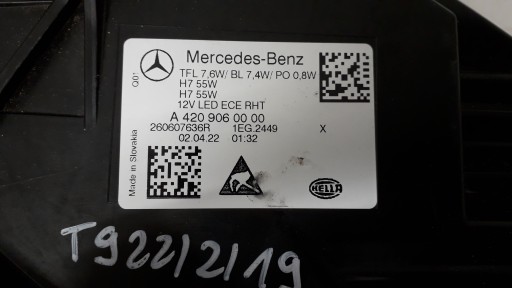 Mercedes-Benz
TFL 7,6W/ BL 7,4W/ PO 0,8W
H7 55W
H7 55W
12V LED ECE RHT
A 420 906 00 00
260607636R 1EG.2449 X
02.04.22 01:32
Q01
Made in Slovakia
HELLA
T922/2/19